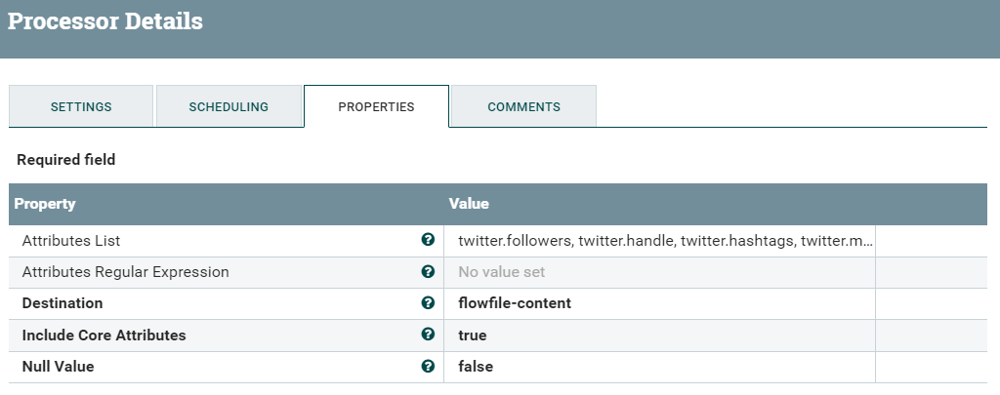 Processor Details
SETTINGS SCHEDULING PROPERTIES COMMENTS
Required field
Property Value
Attributes List ? twitter.followers, twitter.handle, twitter.hashtags, twitter.m...
Attributes Regular Expression ? No value set
Destination ? flowfile-content
Include Core Attributes ? true
Null Value ? false